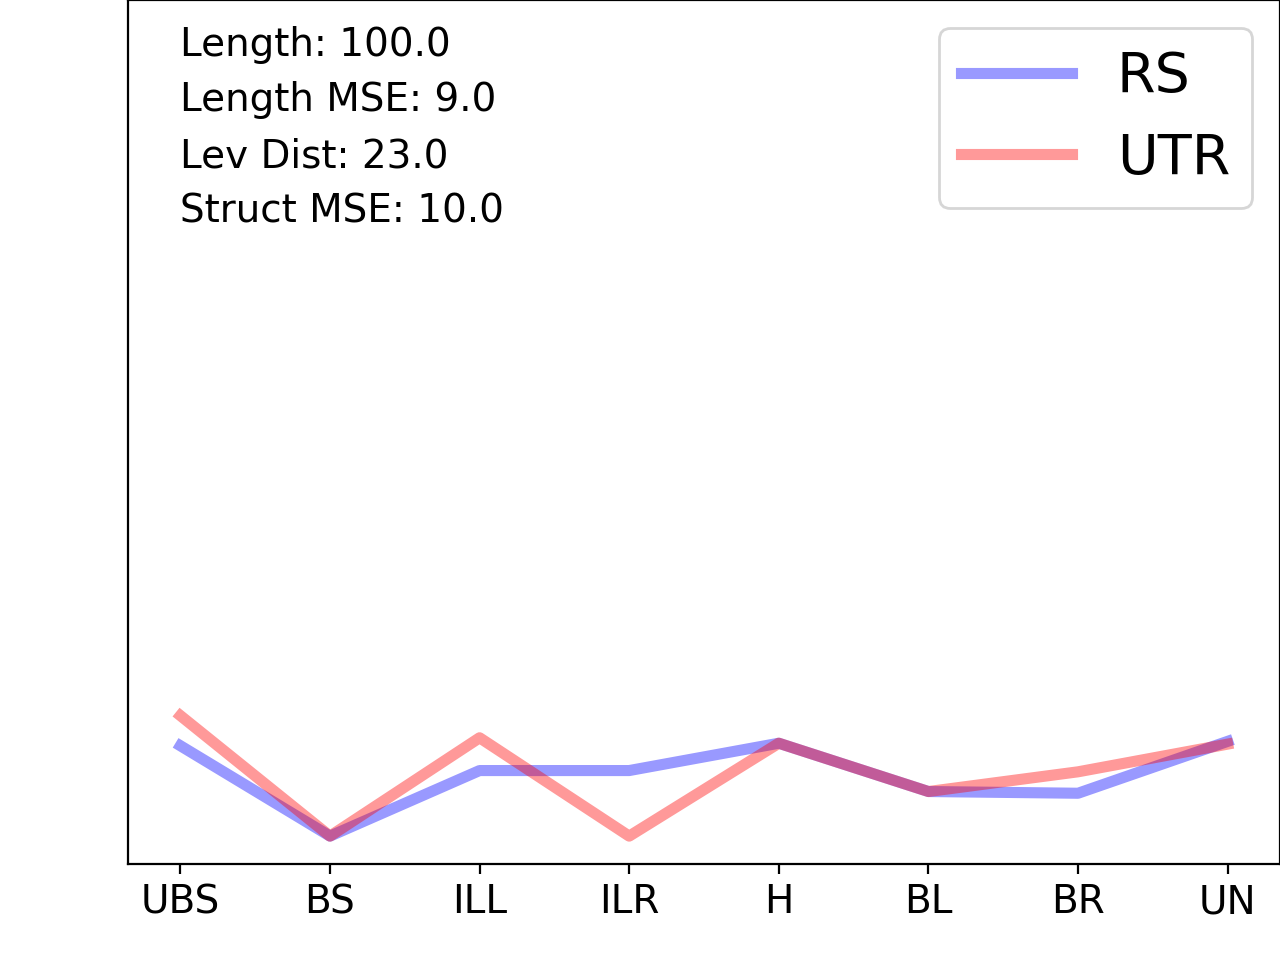 Length: 100.0
Length MSE: 9.0
Lev Dist: 23.0
Struct MSE: 10.0
RS
UTR
UBS BS ILL ILR H BL BR UN